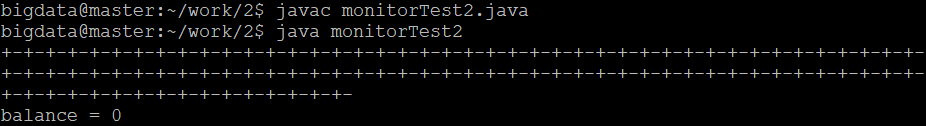 bigdata@master:~/work/2$ javac monitorTest2.java
bigdata@master:~/work/2$ java monitorTest2
+-+-+-+-+-+-+-+-+-+-+-+-+-+-+-+-+-+-+-+-+-+-+-+-+-+-+-+-+-+-+-+-+-+-+-+-+-+-+-+-+-+-
+-+-+-+-+-+-+-+-+-+-+-+-+-+-+-+-+-+-+-+-+-+-+-+-+-+-+-+-+-+-+-+-+-+-+-+-+-+-+-+-+-+-
+-+-+-+-+-+-+-+-+-+-+-+-+-+-+-+-
balance = 0